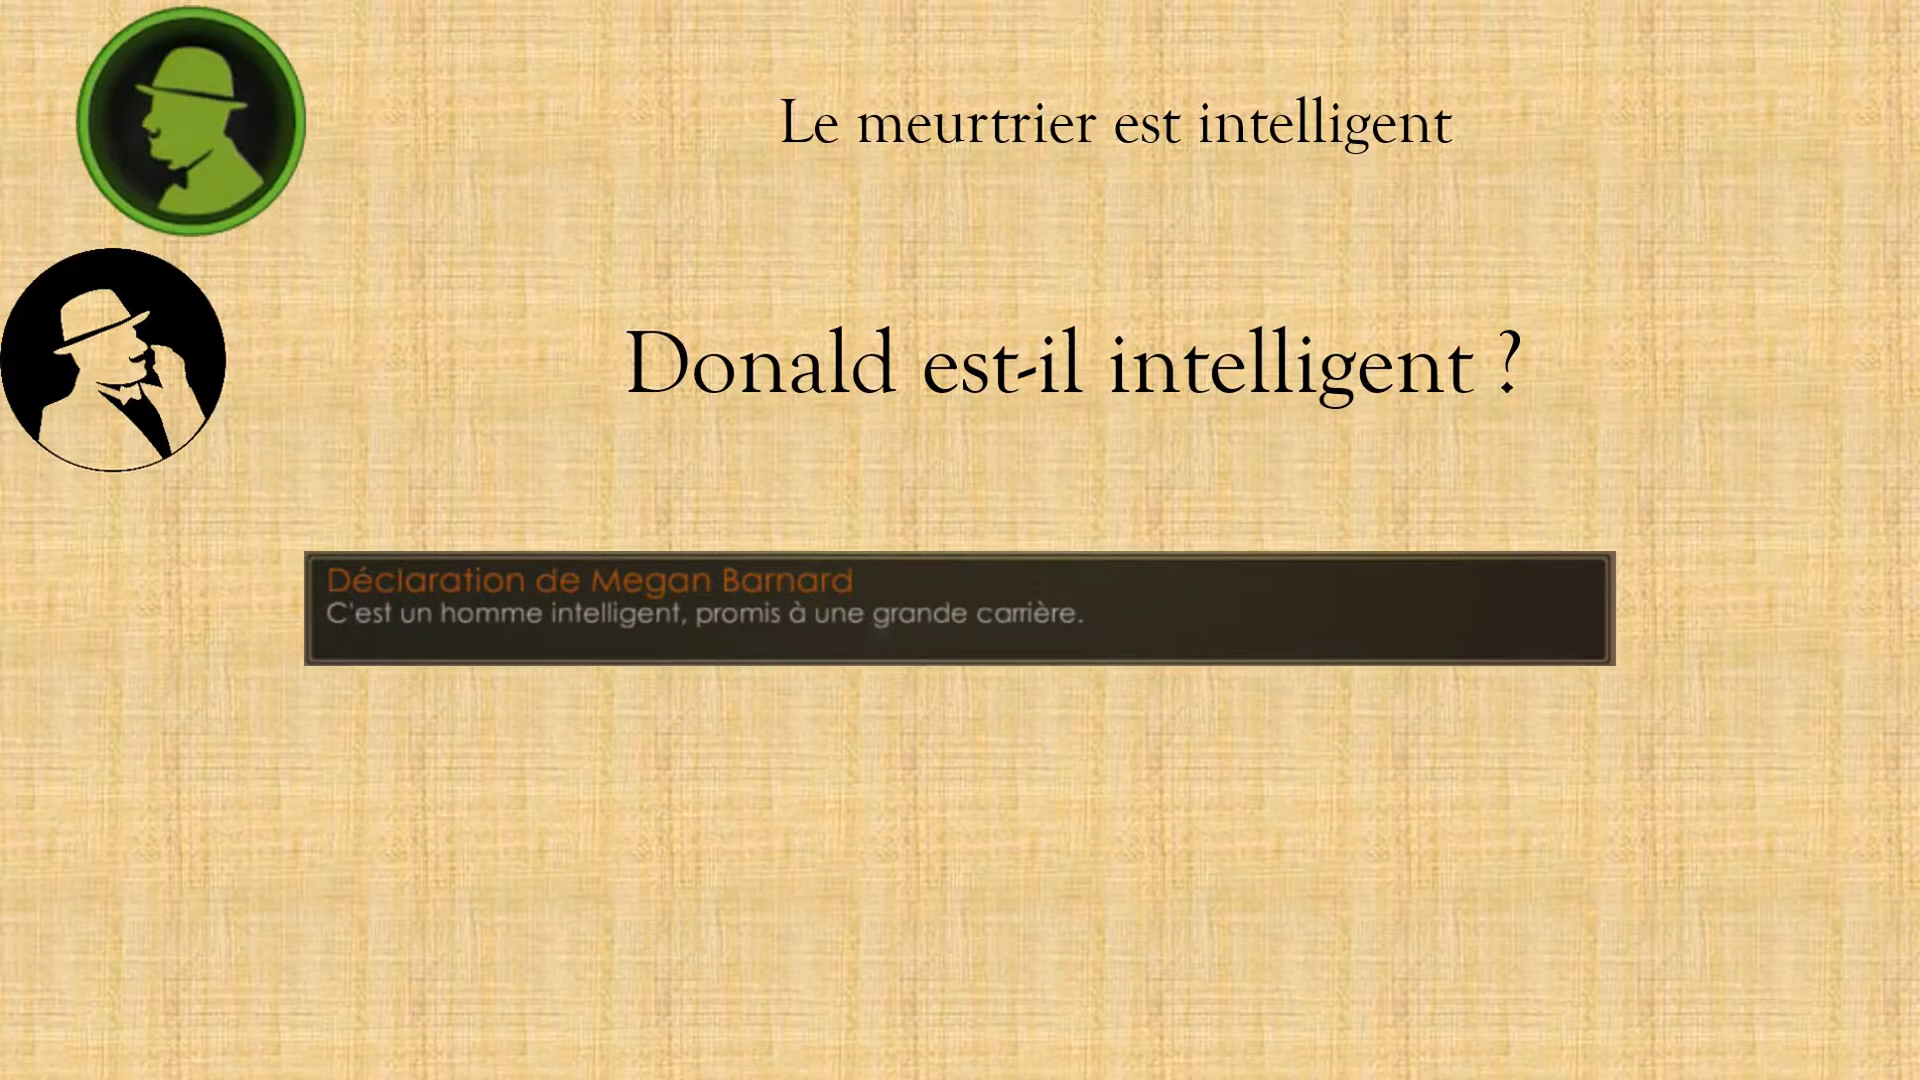 Le meurtrier est intelligent
Donald est-il intelligent ?
Déclaration de Megan Barnard
C'est un homme intelligent, promis à une grande carrière.